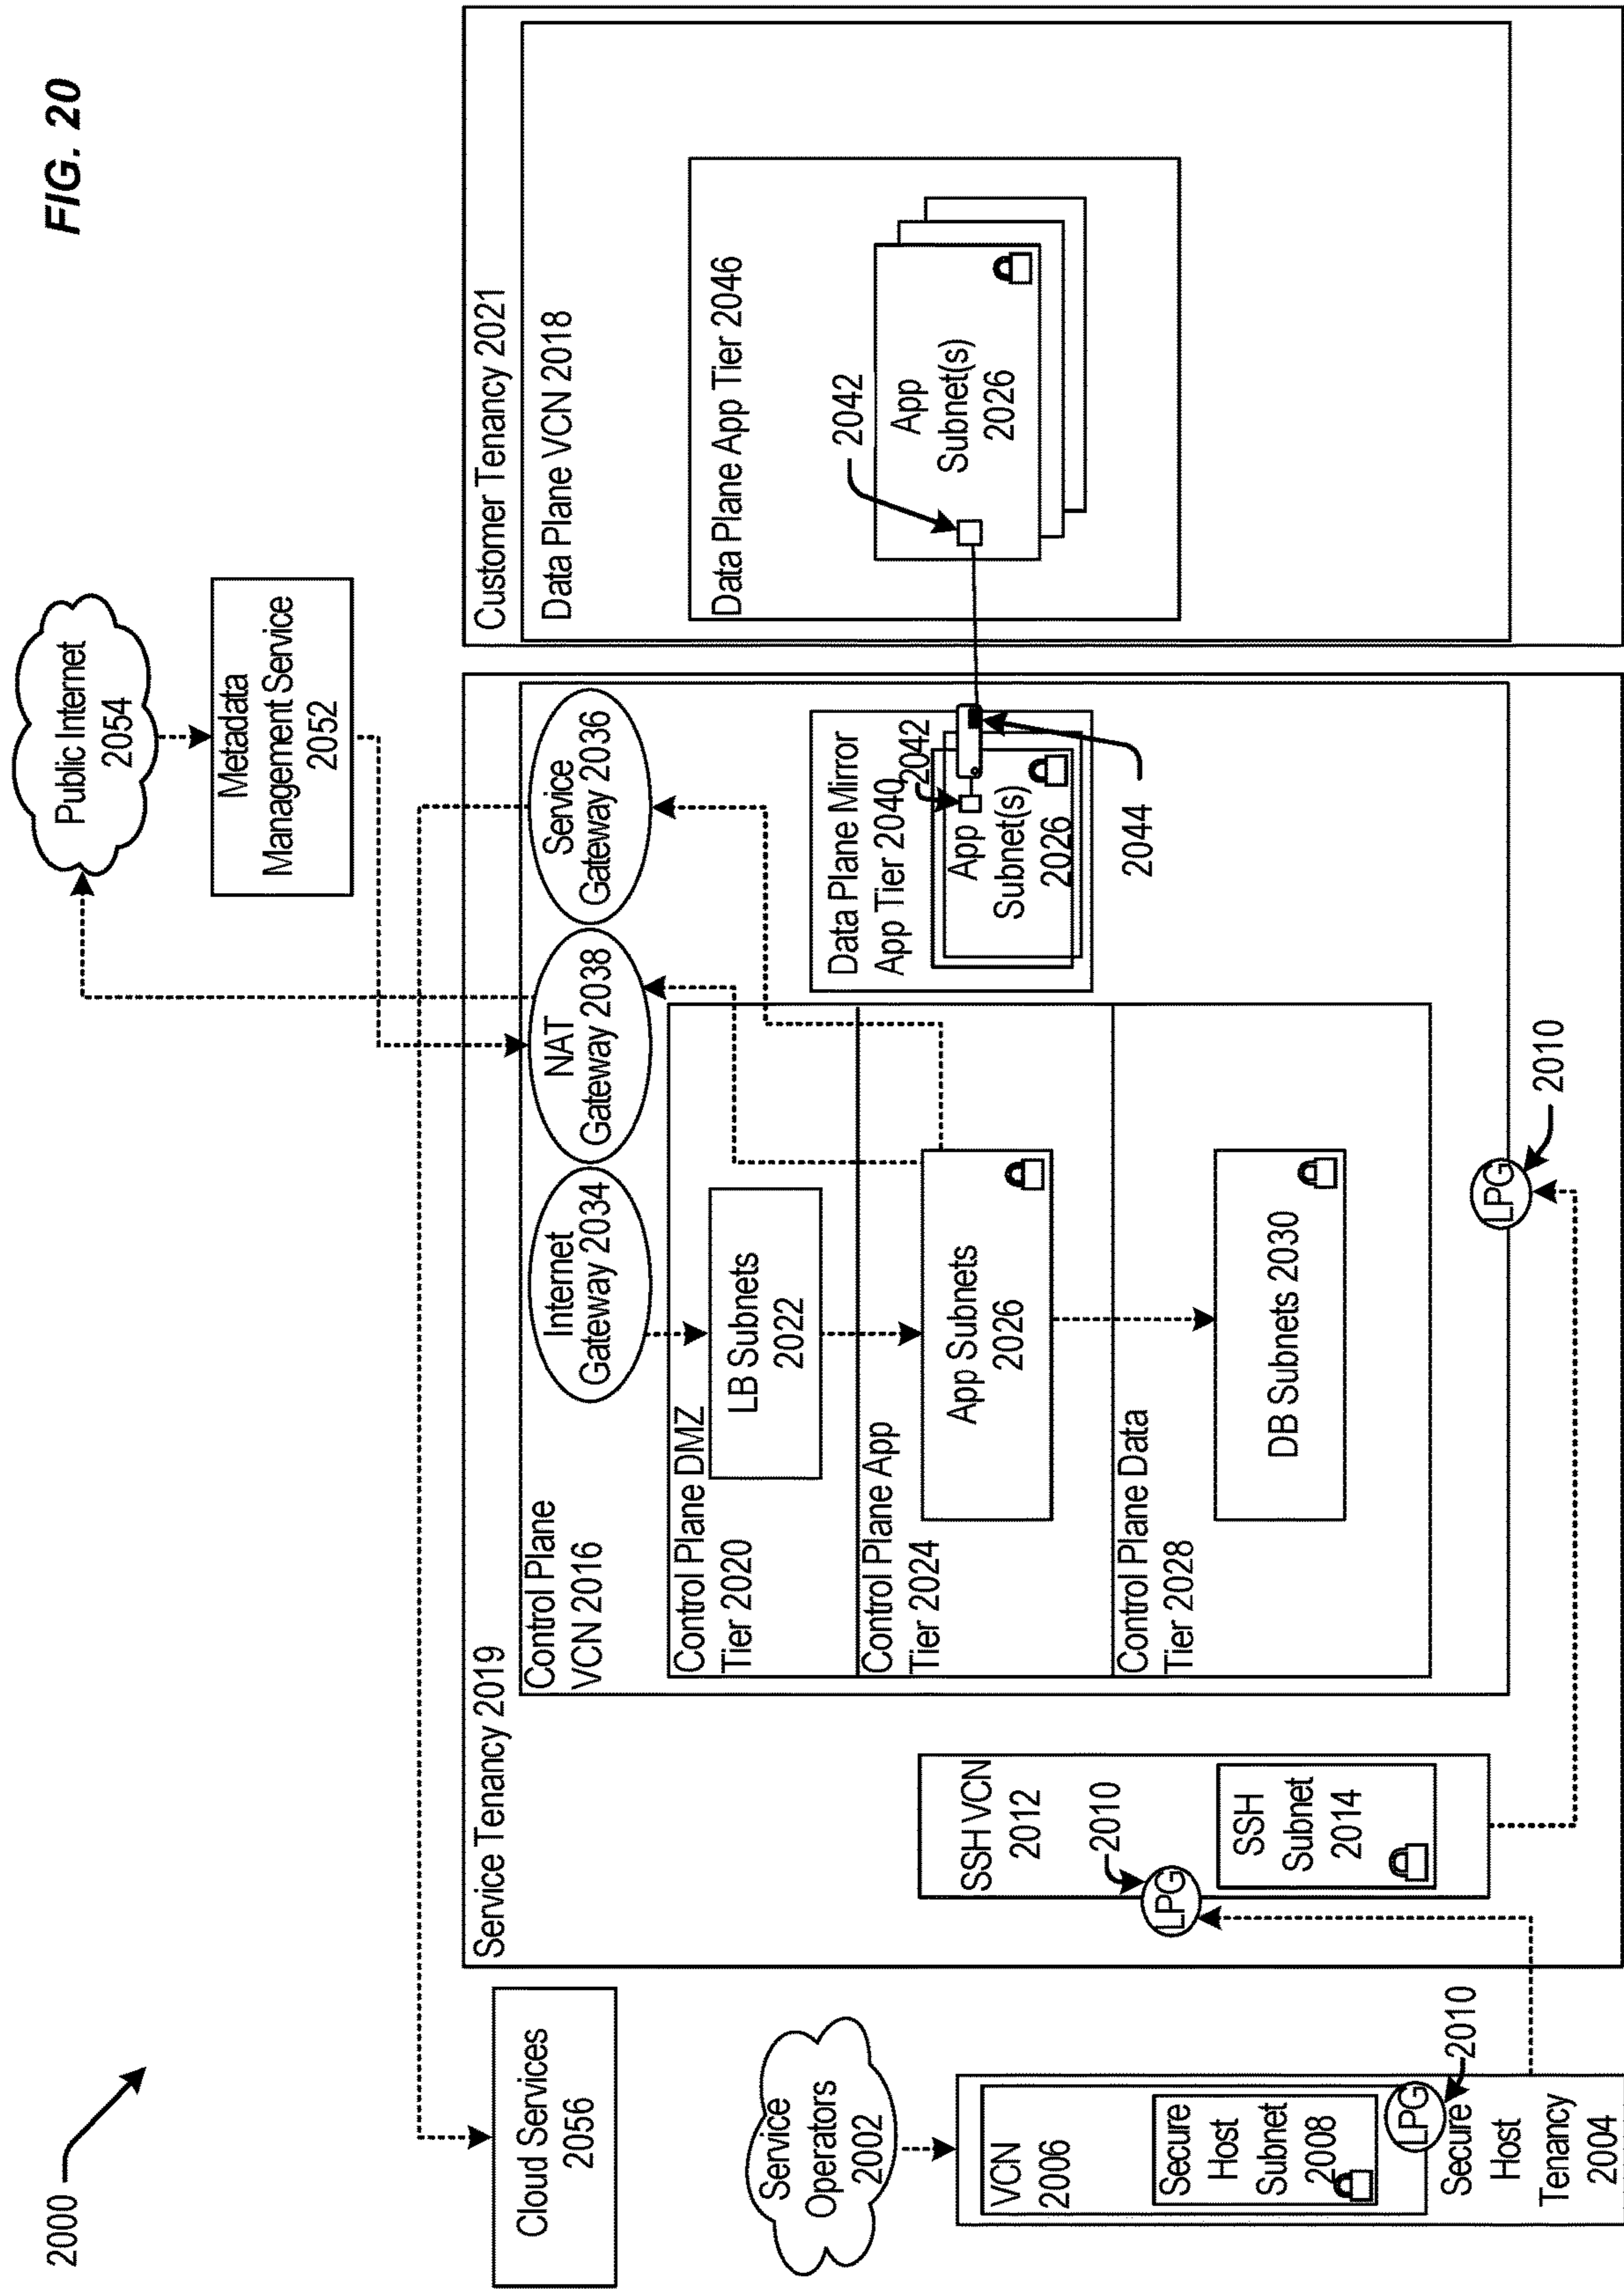 FIG. 20
2000
Public Internet
2054
Metadata
Management Service
2052
Cloud Services
2056
Service
Operators
2002
VCN
2006
Secure
Host
Subnet
2008
LPG
2010
Secure
Host
Tenancy
2004
Service Tenancy 2019
SSH VCN
2012
2010
LPG
SSH
Subnet
2014
Control Plane
VCN 2016
Internet
Gateway 2034
NAT
Gateway 2038
Service
Gateway 2036
Control Plane DMZ
Tier 2020
LB Subnets
2022
Control Plane App
Tier 2024
App Subnets
2026
Control Plane Data
Tier 2028
DB Subnets 2030
Data Plane Mirror
App Tier 2040
2042
App
Subnet(s)
2026
2044
LPG
2010
Customer Tenancy 2021
Data Plane VCN 2018
Data Plane App Tier 2046
2042
App
Subnet(s)
2026